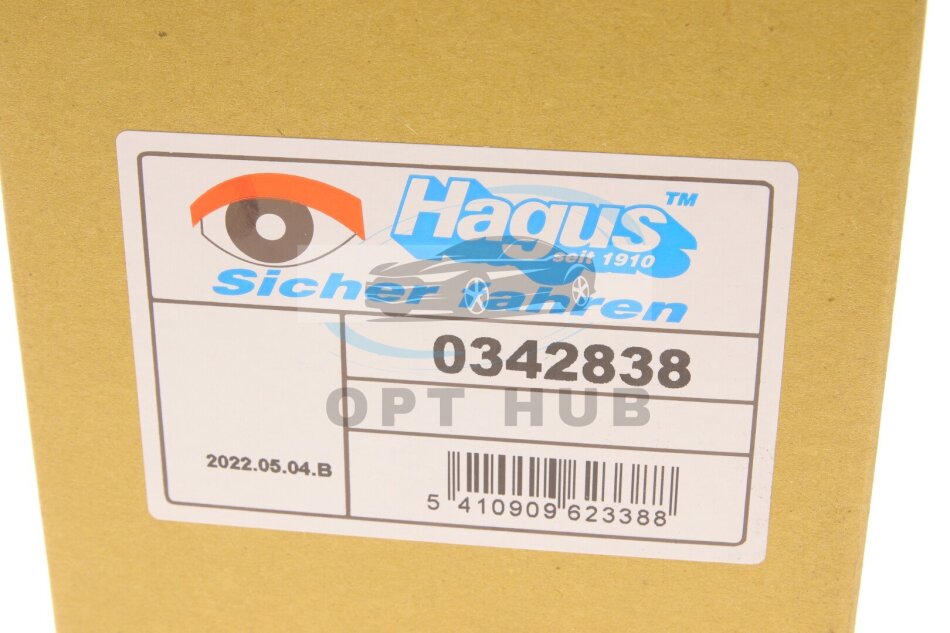 Hagus™
seit 1910
Sicher fahren
0342838
OPT HUB
2022.05.04.B
5 410909 623388